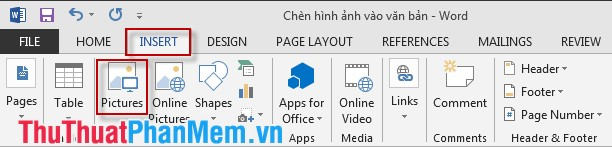 Chèn hình ảnh vào văn bản - Word
FILE HOME INSERT DESIGN PAGE LAYOUT REFERENCES MAILINGS REVIEW
Pages Table Pictures Online Pictures Shapes Apps for Office Online Video Links Comment Header Footer Page Number
ThuThuatPhanMem.vn
Apps Media Comments Header & Footer